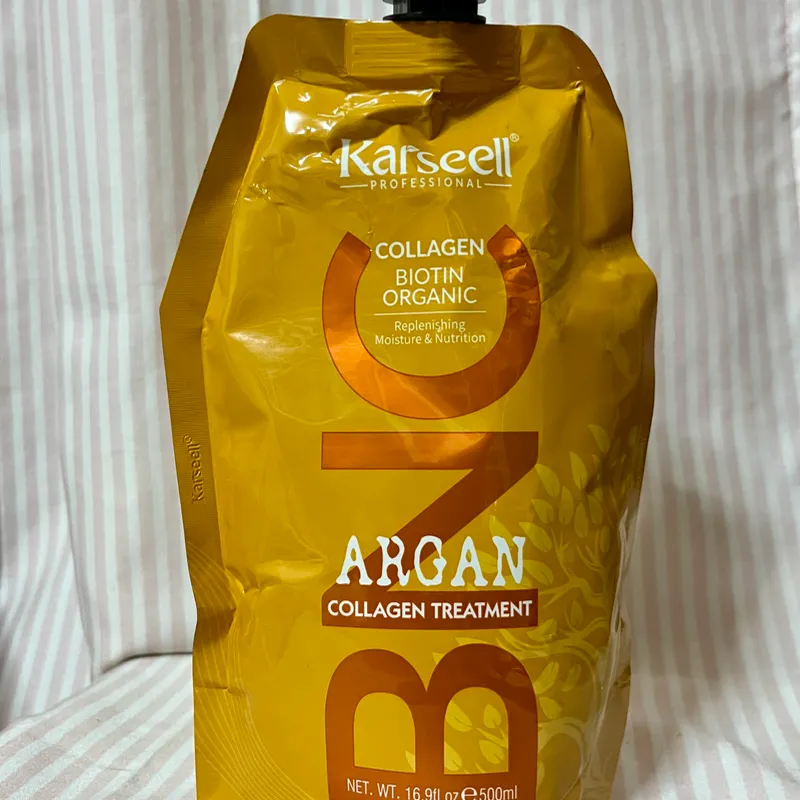 Karseell®
PROFESSIONAL
COLLAGEN
BIOTIN
ORGANIC
Replenishing
Moisture & Nutrition
BNC
Karseell®
ARGAN
COLLAGEN TREATMENT
NET. WT. 16.9fl.oz ℮ 500ml